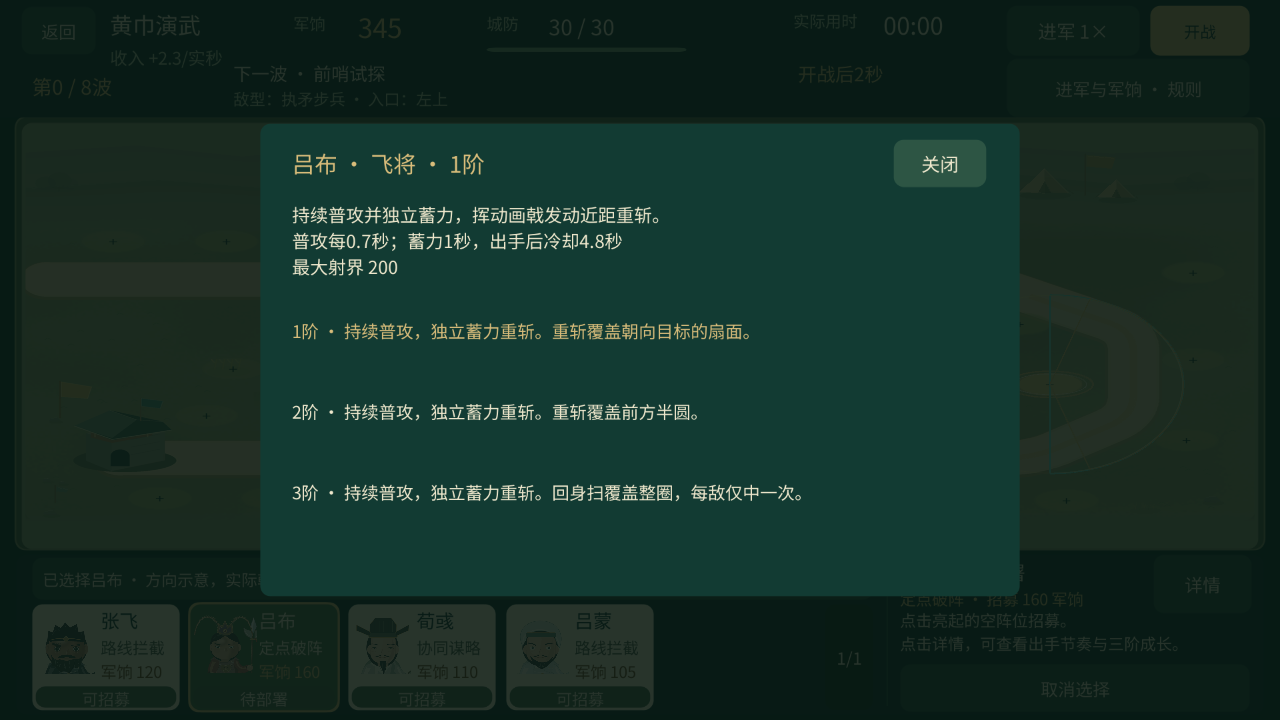 返回
黄巾演武
收入 +2.3/实秒
军饷
345
城防
30 / 30
实际用时
00:00
进军 1×
开战
第0 / 8波
下一波 · 前哨试探
敌型：执矛步兵 · 入口：左上
开战后2秒
进军与军饷 · 规则
吕布 · 飞将 · 1阶
关闭
持续普攻并独立蓄力，挥动画戟发动近距重斩。
普攻每0.7秒；蓄力1秒，出手后冷却4.8秒
最大射界 200
1阶 · 持续普攻，独立蓄力重斩。重斩覆盖朝向目标的扇面。
2阶 · 持续普攻，独立蓄力重斩。重斩覆盖前方半圆。
3阶 · 持续普攻，独立蓄力重斩。回身扫覆盖整圈，每敌仅中一次。
已选择吕布 · 方向示意，实际
张飞
路线拦截
军饷 120
可招募
吕布
定点破阵
军饷 160
待部署
荀彧
协同谋略
军饷 110
可招募
吕蒙
路线拦截
军饷 105
可招募
1/1
定点破阵 · 招募 160 军饷
点击亮起的空阵位招募。
点击详情，可查看出手节奏与三阶成长。
详情
取消选择